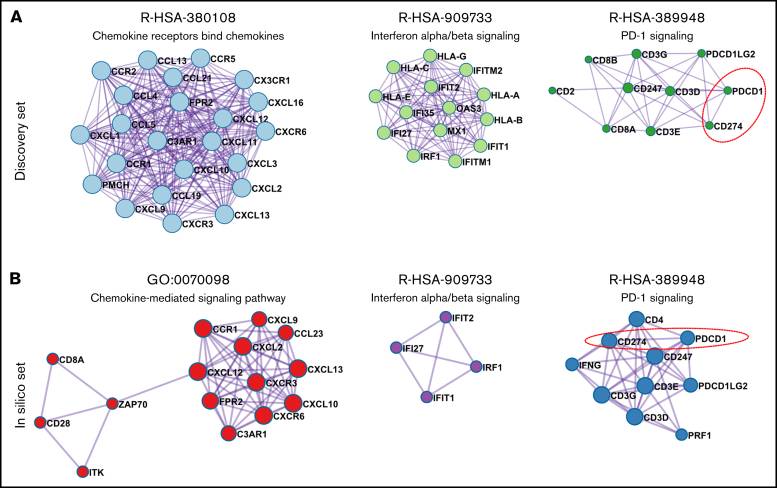 A
R-HSA-380108
R-HSA-909733
R-HSA-389948
Chemokine receptors bind chemokines
Interferon alpha/beta signaling
PD-1 signaling
Discovery set
CCL13
CCR5
CCR2
CCL21
CX3CR1
CCL4
FPR2
CXCL16
CXCL12
CCL5
CXCR6
CXCL1
C3AR1
CXCL11
CCR1
CXCL10
CXCL3
PMCH
CXCL2
CCL19
CXCL9
CXCL13
CXCR3
HLA-G
HLA-C
IFITM2
IFIT2
HLA-E
HLA-A
OAS3
IFI35
HLA-B
IFI27
MX1
IFIT1
IRF1
IFITM1
CD3G
PDCD1LG2
CD8B
CD2
CD247
CD3D
PDCD1
CD8A
CD3E
CD274
B
GO:0070098
R-HSA-909733
R-HSA-389948
Chemokine-mediated signaling pathway
Interferon alpha/beta signaling
PD-1 signaling
In silico set
CXCL9
CCR1
CCL23
CXCL2
CD8A
CXCL12
CXCL13
CXCR3
ZAP70
FPR2
CXCL10
CXCR6
CD28
C3AR1
ITK
IFIT2
IFI27
IRF1
IFIT1
CD4
CD274
PDCD1
CD247
IFNG
CD3E
PDCD1LG2
CD3G
CD3D
PRF1